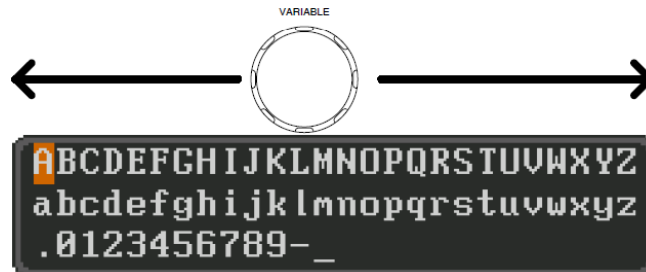 VARIABLE
ABCDEFGHIJKLMNOPQRSTUVWXYZ
abcdefghijklmnopqrstuvwxyz
.0123456789-_